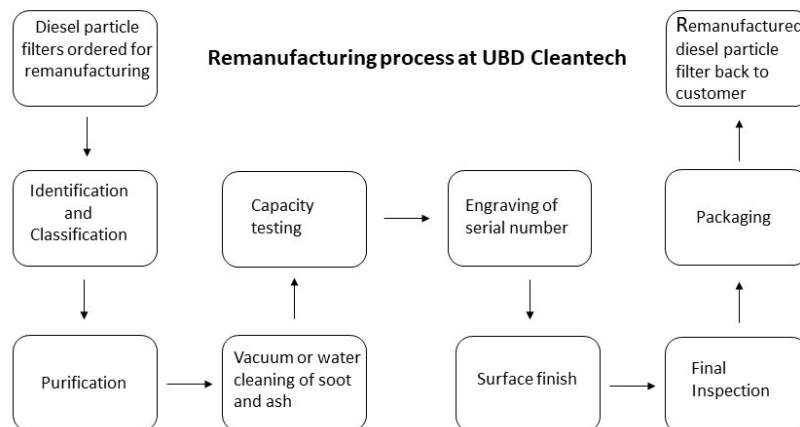 Remanufacturing process at UBD Cleantech
Diesel particle
filters ordered for
remanufacturing
Identification
and
Classification
Purification
Vacuum or water
cleaning of soot
and ash
Capacity
testing
Engraving of
serial number
Surface finish
Final
Inspection
Packaging
Remanufactured
diesel particle
filter back to
customer